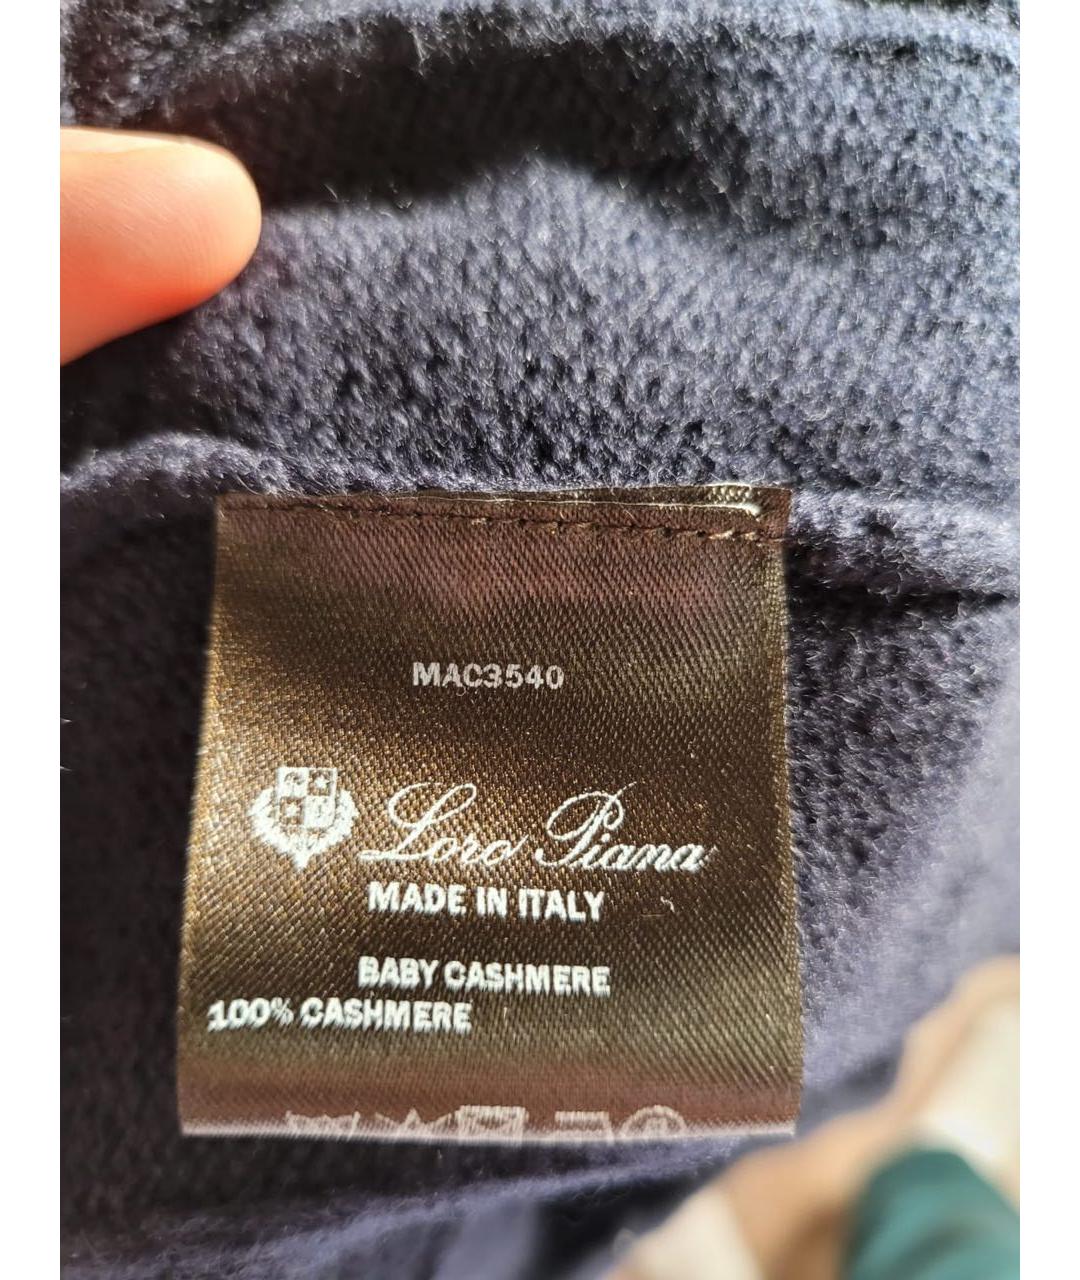 MAC3540
Loro Piana
MADE IN ITALY
BABY CASHMERE
100% CASHMERE